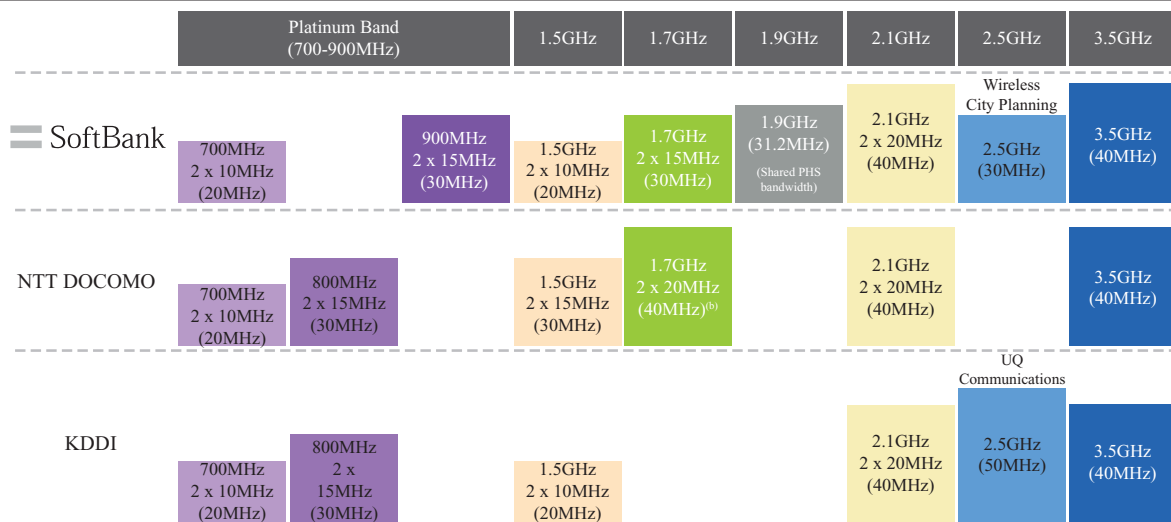 Platinum Band
(700-900MHz)
1.5GHz
1.7GHz
1.9GHz
2.1GHz
2.5GHz
3.5GHz
SoftBank
700MHz
2 x 10MHz
(20MHz)
900MHz
2 x 15MHz
(30MHz)
1.5GHz
2 x 10MHz
(20MHz)
1.7GHz
2 x 15MHz
(30MHz)
1.9GHz
(31.2MHz)
(Shared PHS
bandwidth)
2.1GHz
2 x 20MHz
(40MHz)
Wireless
City Planning
2.5GHz
(30MHz)
3.5GHz
(40MHz)
NTT DOCOMO
700MHz
2 x 10MHz
(20MHz)
800MHz
2 x 15MHz
(30MHz)
1.5GHz
2 x 15MHz
(30MHz)
1.7GHz
2 x 20MHz
(40MHz)(b)
2.1GHz
2 x 20MHz
(40MHz)
3.5GHz
(40MHz)
KDDI
700MHz
2 x 10MHz
(20MHz)
800MHz
2 x
15MHz
(30MHz)
1.5GHz
2 x 10MHz
(20MHz)
2.1GHz
2 x 20MHz
(40MHz)
UQ
Communications
2.5GHz
(50MHz)
3.5GHz
(40MHz)